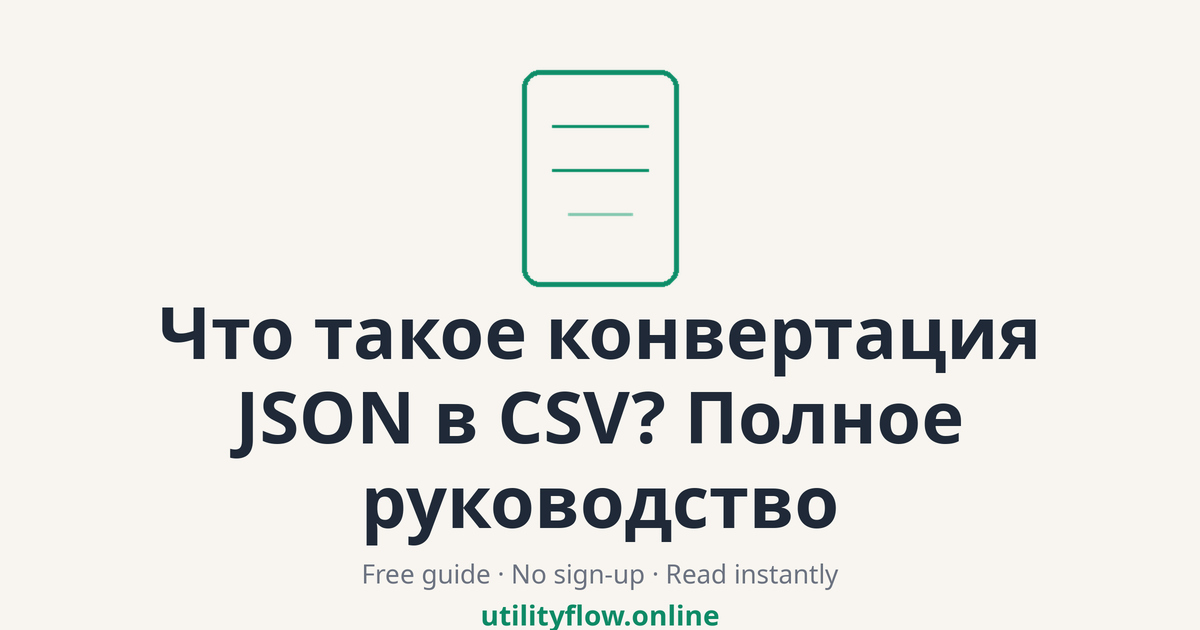 Что такое конвертация
JSON в CSV? Полное
руководство
Free guide · No sign-up · Read instantly
utilityflow.online